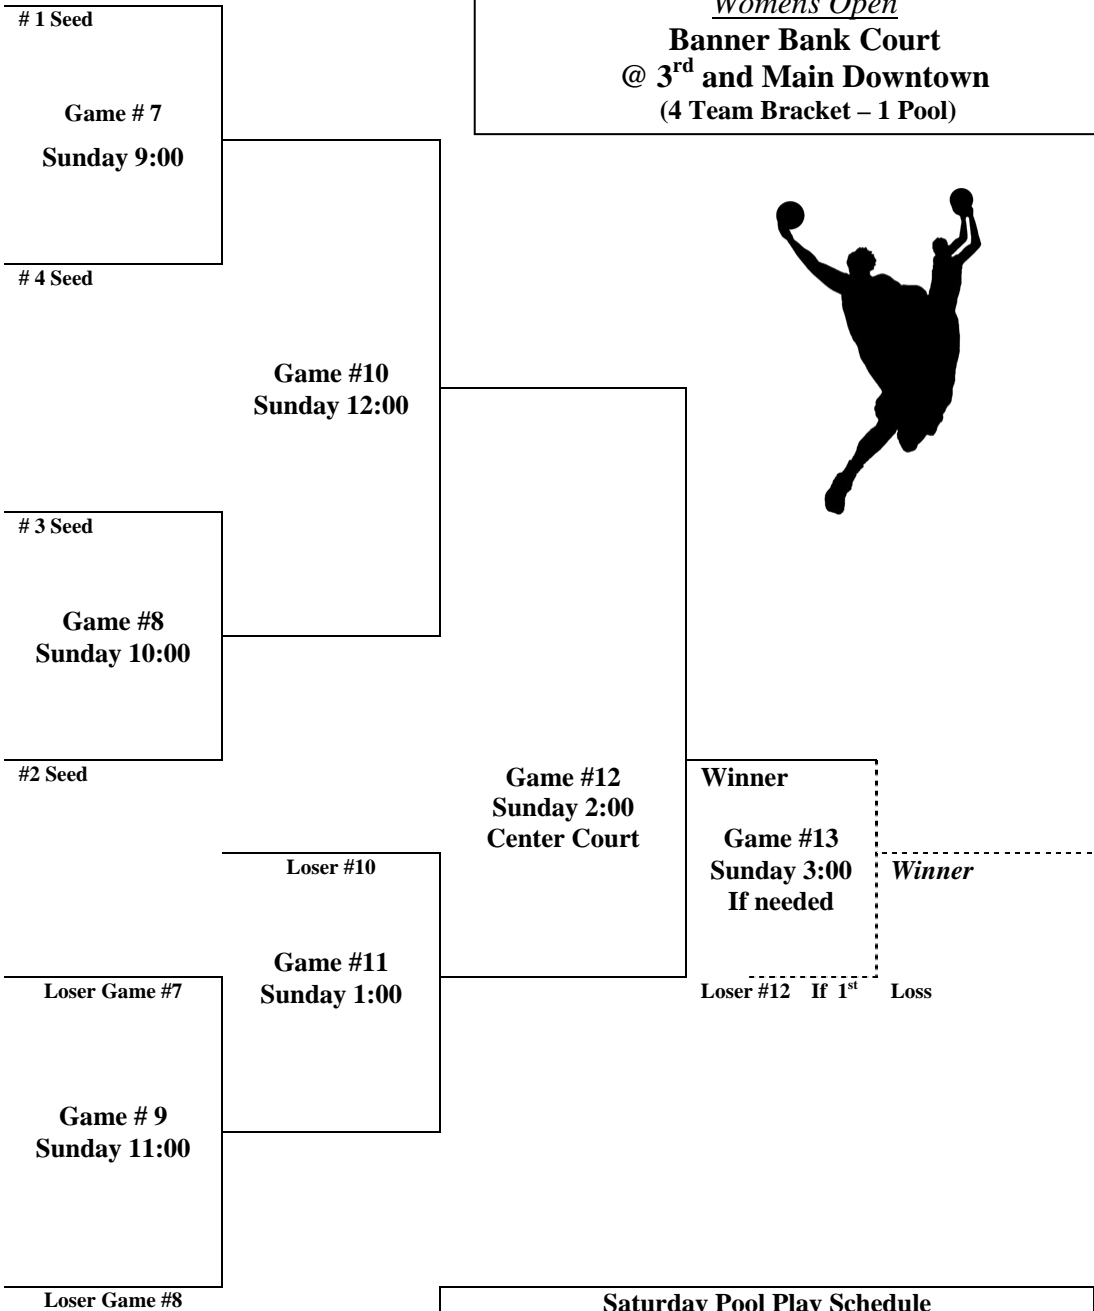 Womens Open
Banner Bank Court
@ 3rd and Main Downtown
(4 Team Bracket – 1 Pool)
# 1 Seed
Game # 7
Sunday 9:00
# 4 Seed
Game #10
Sunday 12:00
# 3 Seed
Game #8
Sunday 10:00
#2 Seed
Game #12
Sunday 2:00
Center Court
Winner
Game #13
Sunday 3:00
If needed
Winner
Loser #10
Game #11
Sunday 1:00
Loser Game #7
Loser #12 If 1st Loss
Game # 9
Sunday 11:00
Loser Game #8
Saturday Pool Play Schedule